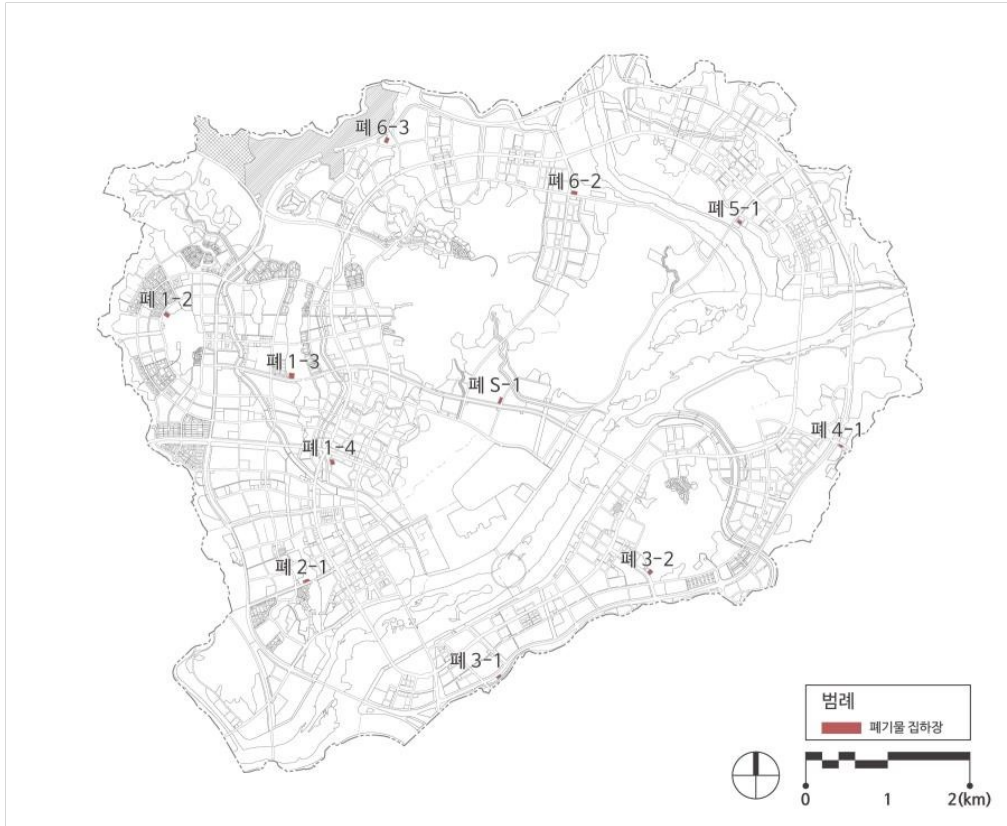 폐 6-3
폐 6-2
폐 5-1
폐 1-2
폐 1-3
폐 S-1
폐 4-1
폐 1-4
폐 3-2
폐 2-1
폐 3-1
범례
폐기물 집하장
0 1 2(km)